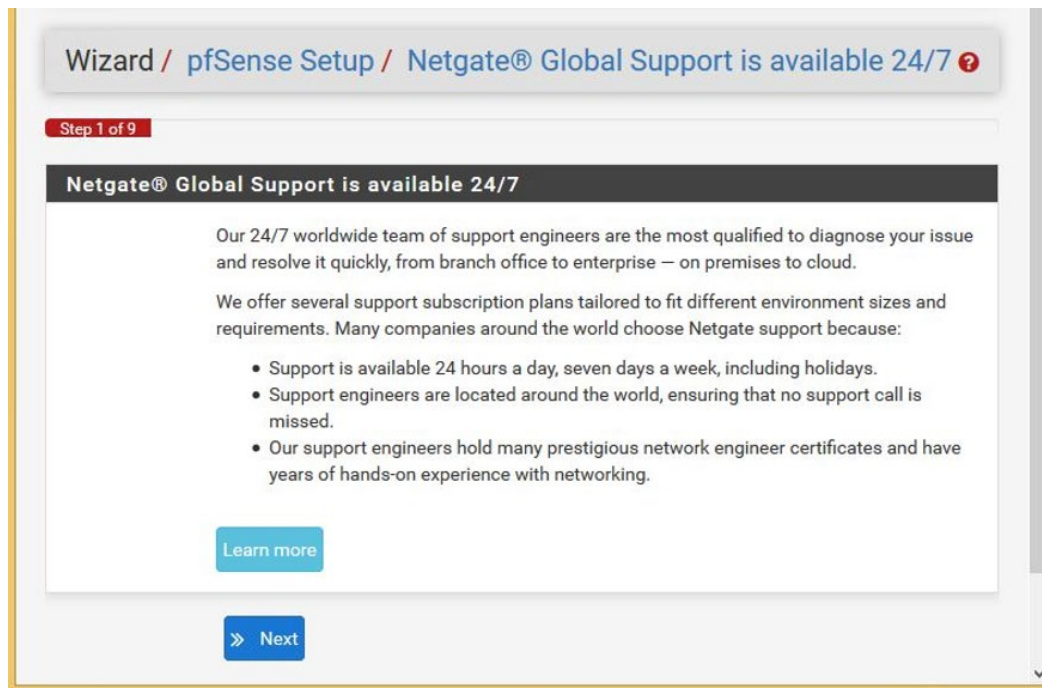 Wizard / pfSense Setup / Netgate® Global Support is available 24/7
Step 1 of 9
Netgate® Global Support is available 24/7
Our 24/7 worldwide team of support engineers are the most qualified to diagnose your issue
and resolve it quickly, from branch office to enterprise — on premises to cloud.
We offer several support subscription plans tailored to fit different environment sizes and
requirements. Many companies around the world choose Netgate support because:
• Support is available 24 hours a day, seven days a week, including holidays.
• Support engineers are located around the world, ensuring that no support call is
missed.
• Our support engineers hold many prestigious network engineer certificates and have
years of hands-on experience with networking.
Learn more
» Next